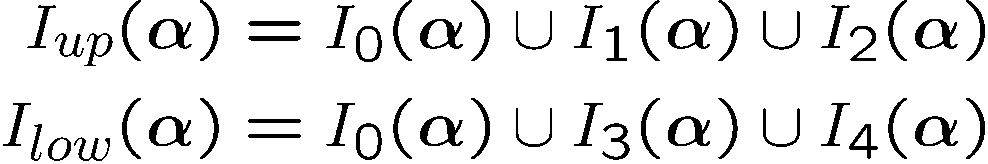 I_{up}(α) = I_0(α) ∪ I_1(α) ∪ I_2(α)
I_{low}(α) = I_0(α) ∪ I_3(α) ∪ I_4(α)